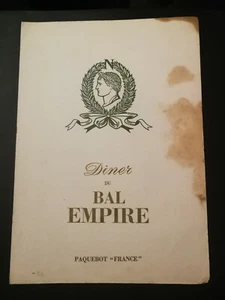 N
Diner
DU
BAL
EMPIRE
PAQUEBOT "FRANCE"